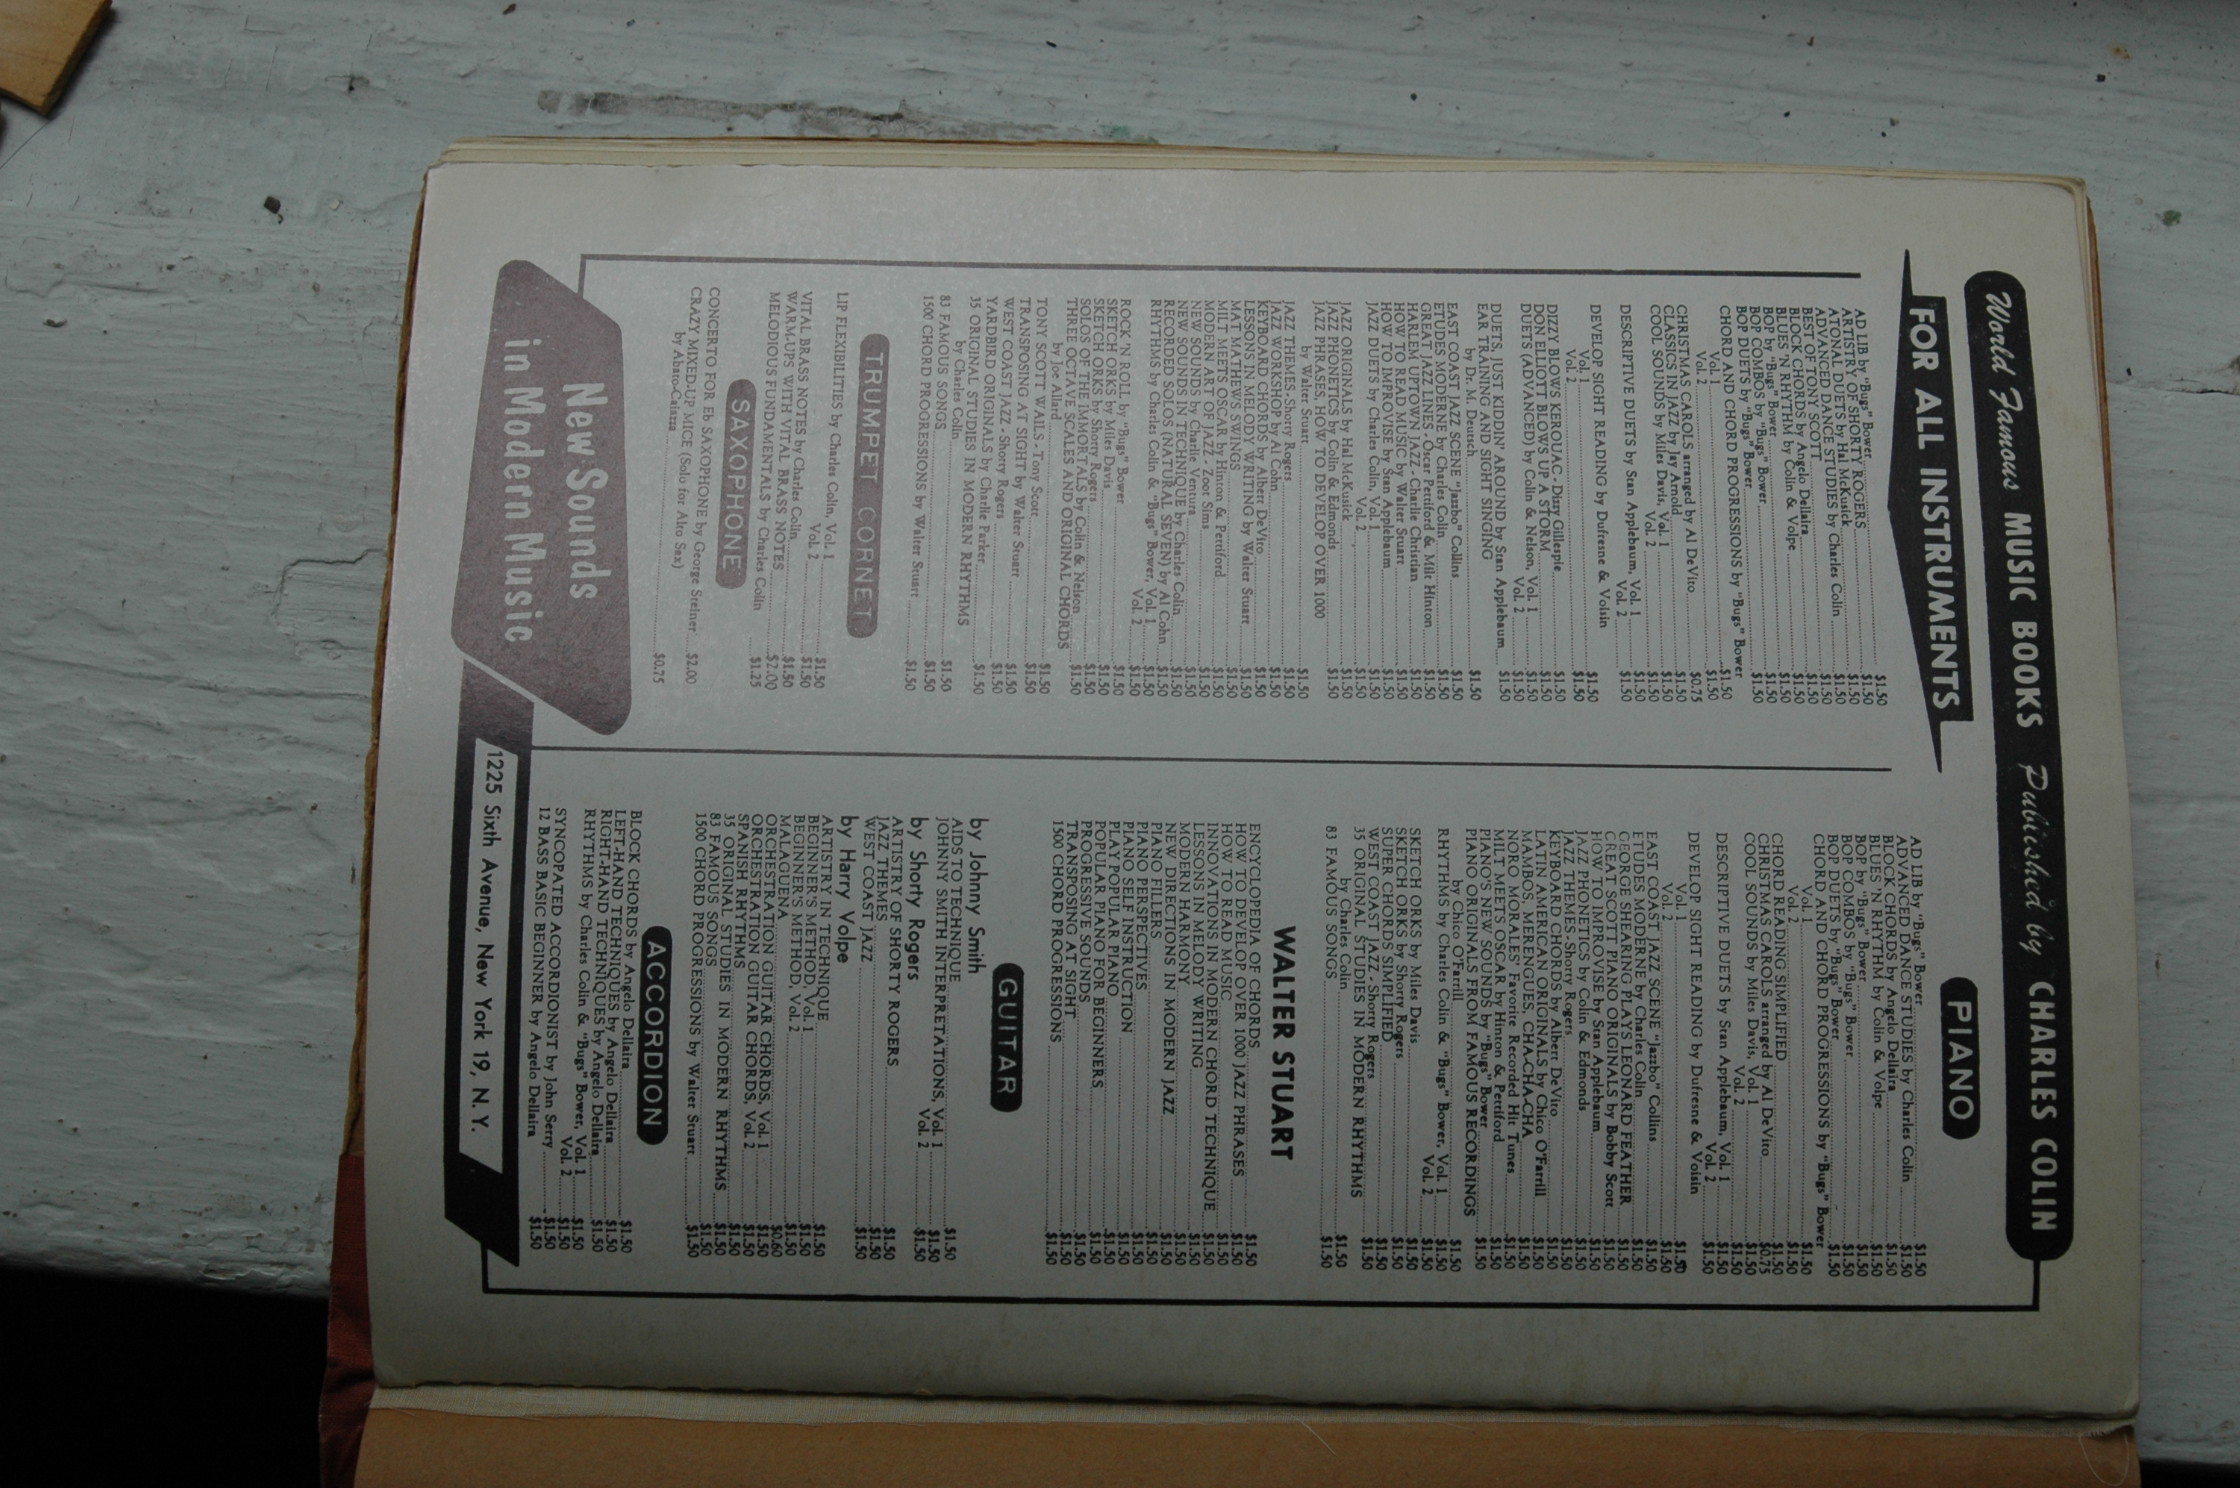 World Famous MUSIC BOOKS Published by CHARLES COLIN
FOR ALL INSTRUMENTS
AD LIB by "Bugs" Bower $1.50
ARTISTRY OF SHORTY ROGERS $1.50
ATONAL DUETS by Hal McKusick $1.50
ADVANCED DANCE STUDIES by Charles Colin $1.50
BEST OF TONY SCOTT $1.50
BLOCK CHORDS by Angelo Dellaira $1.50
BLUES 'N RHYTHM by Colin & Volpe $1.50
BOP by "Bugs" Bower $1.50
BOP COMBOS by "Bugs" Bower $1.50
BOP DUETS by "Bugs" Bower $1.50
CHORD AND CHORD PROGRESSIONS by "Bugs" Bower
Vol. 1 $1.50
Vol. 2 $1.50
CHRISTMAS CAROLS arranged by Al DeVito $0.75
CLASSICS IN JAZZ by Jay Arnold $1.50
COOL SOUNDS by Miles Davis, Vol. 1 $1.50
Vol. 2 $1.50
DESCRIPTIVE DUETS by Stan Applebaum, Vol. 1 $1.50
Vol. 2 $1.50
DEVELOP SIGHT READING by Dufresne & Voisin
Vol. 1 $1.50
Vol. 2 $1.50
DIZZY BLOWS KEROUAC - Dizzy Gillespie $1.50
DON ELLIOTT BLOWS UP A STORM $1.50
DUETS (ADVANCED) by Colin & Nelson, Vol. 1 $1.50
Vol. 2 $1.50
DUETS, JUST KIDDIN' AROUND by Stan Applebaum $1.50
EAR TRAINING AND SIGHT SINGING
by Dr. M. Deutsch $1.50
EAST COAST JAZZ SCENE "Jazzbo" Collins $1.50
ETUDES MODERNE by Charles Colin $1.50
GREAT JAZZ LINES - Oscar Pettiford & Milt Hinton $1.50
HARLEM UPTOWN JAZZ - Charlie Christian $1.50
HOW TO READ MUSIC by Walter Stuart $1.50
HOW TO IMPROVISE by Stan Applebaum $1.50
JAZZ DUETS by Charles Colin, Vol. 1 $1.50
Vol. 2 $1.50
JAZZ ORIGINALS by Hal McKusick $1.50
JAZZ PHONETICS by Colin & Edmonds $1.50
JAZZ PHRASES, HOW TO DEVELOP OVER 1000
by Walter Stuart $1.50
JAZZ THEMES - Shorty Rogers $1.50
JAZZ WORKSHOP by Al Cohn $1.50
KEYBOARD CHORDS by Albert DeVito $1.50
LESSONS IN MELODY WRITING by Walter Stuart $1.50
MAT MATHEWS SWINGS $1.50
MILT MEETS OSCAR by Hinton & Pettiford $1.50
MODERN ART OF JAZZ - Zoot Sims $1.50
NEW SOUNDS by Charlie Ventura $1.50
NEW SOUNDS IN TECHNIQUE by Charles Colin $1.50
RECORDED SOLOS (NATURAL SEVEN) by Al Cohn $1.50
RHYTHMS by Charles Colin & "Bugs" Bower, Vol. 1 $1.50
Vol. 2 $1.50
ROCK 'N ROLL by "Bugs" Bower $1.50
SKETCH ORKS by Miles Davis $1.50
SKETCH ORKS by Shorty Rogers $1.50
SOLOS OF THE IMMORTALS by Colin & Nelson $1.50
THREE OCTAVE SCALES AND ORIGINAL CHORDS
by Joe Allard $1.50
TONY SCOTT WAILS - Tony Scott $1.50
TRANSPOSING AT SIGHT by Walter Stuart $1.50
WEST COAST JAZZ - Shorty Rogers $1.50
YARDBIRD ORIGINALS by Charlie Parker $1.50
35 ORIGINAL STUDIES IN MODERN RHYTHMS
by Charles Colin $1.50
83 FAMOUS SONGS $1.50
1500 CHORD PROGRESSIONS by Walter Stuart $1.50
TRUMPET CORNET
LIP FLEXIBILITIES by Charles Colin, Vol. 1 $1.50
Vol. 2 $1.50
VITAL BRASS NOTES by Charles Colin $1.50
WARM-UPS WITH VITAL BRASS NOTES $2.00
MELODIOUS FUNDAMENTALS by Charles Colin $1.25
SAXOPHONE
CONCERTO FOR Eb SAXOPHONE by George Steiner $2.00
CRAZY MIXED-UP MICE (Solo for Alto Sax)
by Abato-Caiazza $0.75
New Sounds
in Modern Music
PIANO
AD LIB by "Bugs" Bower $1.50
ADVANCED DANCE STUDIES by Charles Colin $1.50
BLOCK CHORDS by Angelo Dellaira $1.50
BLUES 'N RHYTHM by Colin & Volpe $1.50
BOP by "Bugs" Bower $1.50
BOP COMBOS by "Bugs" Bower $1.50
BOP DUETS by "Bugs" Bower $1.50
CHORD AND CHORD PROGRESSIONS by "Bugs" Bower
Vol. 1 $1.50
Vol. 2 $1.50
CHORD READING SIMPLIFIED $1.50
CHRISTMAS CAROLS arranged by Al DeVito $0.75
COOL SOUNDS by Miles Davis, Vol. 1 $1.50
Vol. 2 $1.50
DESCRIPTIVE DUETS by Stan Applebaum, Vol. 1 $1.50
Vol. 2 $1.50
DEVELOP SIGHT READING by Dufresne & Voisin
Vol. 1 $1.50
Vol. 2 $1.50
EAST COAST JAZZ SCENE "Jazzbo" Collins $1.50
ETUDES MODERNE by Charles Colin $1.50
GEORGE SHEARING PLAYS LEONARD FEATHER $1.50
GREAT SCOTT PIANO ORIGINALS by Bobby Scott $1.50
HOW TO IMPROVISE by Stan Applebaum $1.50
JAZZ PHONETICS by Colin & Edmonds $1.50
JAZZ THEMES - Shorty Rogers $1.50
KEYBOARD CHORDS by Albert DeVito $1.50
LATIN AMERICAN ORIGINALS by Chico O'Farrill $1.50
MAMBOS, MERENGUES, CHA-CHA-CHA $1.50
NORO MORALES' Favorite Recorded Hit Tunes $1.50
MILT MEETS OSCAR by Hinton & Pettiford $1.50
PIANO'S NEW SOUNDS by "Bugs" Bower $1.50
PIANO ORIGINALS FROM FAMOUS RECORDINGS
by Chico O'Farrill $1.50
RHYTHMS by Charles Colin & "Bugs" Bower, Vol. 1 $1.50
Vol. 2 $1.50
SKETCH ORKS by Miles Davis $1.50
SKETCH ORKS by Shorty Rogers $1.50
SUPER CHORDS SIMPLIFIED $1.50
WEST COAST JAZZ - Shorty Rogers $1.50
35 ORIGINAL STUDIES IN MODERN RHYTHMS
by Charles Colin $1.50
83 FAMOUS SONGS $1.50
WALTER STUART
ENCYCLOPEDIA OF CHORDS $1.50
HOW TO DEVELOP OVER 1000 JAZZ PHRASES $1.50
HOW TO READ MUSIC $1.50
INNOVATIONS IN MODERN CHORD TECHNIQUE $1.50
LESSONS IN MELODY WRITING $1.50
MODERN HARMONY $1.50
NEW DIRECTIONS IN MODERN JAZZ $1.50
PIANO FILLERS $1.50
PIANO PERSPECTIVES $1.50
PIANO SELF INSTRUCTION $1.50
PLAY POPULAR PIANO $1.50
POPULAR PIANO FOR BEGINNERS $1.50
PROGRESSIVE SOUNDS $1.50
TRANSPOSING AT SIGHT $1.50
1500 CHORD PROGRESSIONS $1.50
GUITAR
by Johnny Smith
AIDS TO TECHNIQUE $1.50
JOHNNY SMITH INTERPRETATIONS, Vol. 1 $1.50
Vol. 2 $1.50
by Shorty Rogers
ARTISTRY OF SHORTY ROGERS $1.50
JAZZ THEMES $1.50
WEST COAST JAZZ $1.50
by Harry Volpe
ARTISTRY IN TECHNIQUE $1.50
BEGINNER'S METHOD, Vol. 1 $1.50
BEGINNER'S METHOD, Vol. 2 $1.50
MALAGUENA $0.60
ORCHESTRATION GUITAR CHORDS, Vol. 1 $1.50
ORCHESTRATION GUITAR CHORDS, Vol. 2 $1.50
SPANISH RHYTHMS $1.50
35 ORIGINAL STUDIES IN MODERN RHYTHMS $1.50
83 FAMOUS SONGS $1.50
1500 CHORD PROGRESSIONS by Walter Stuart $1.50
ACCORDION
BLOCK CHORDS by Angelo Dellaira $1.50
LEFT-HAND TECHNIQUES by Angelo Dellaira $1.50
RIGHT-HAND TECHNIQUES by Angelo Dellaira $1.50
RHYTHMS by Charles Colin & "Bugs" Bower, Vol. 1 $1.50
Vol. 2 $1.50
SYNCOPATED ACCORDIONIST by John Serry $1.50
12 BASS BASIC BEGINNER by Angelo Dellaira $1.50
1225 Sixth Avenue, New York 19, N. Y.